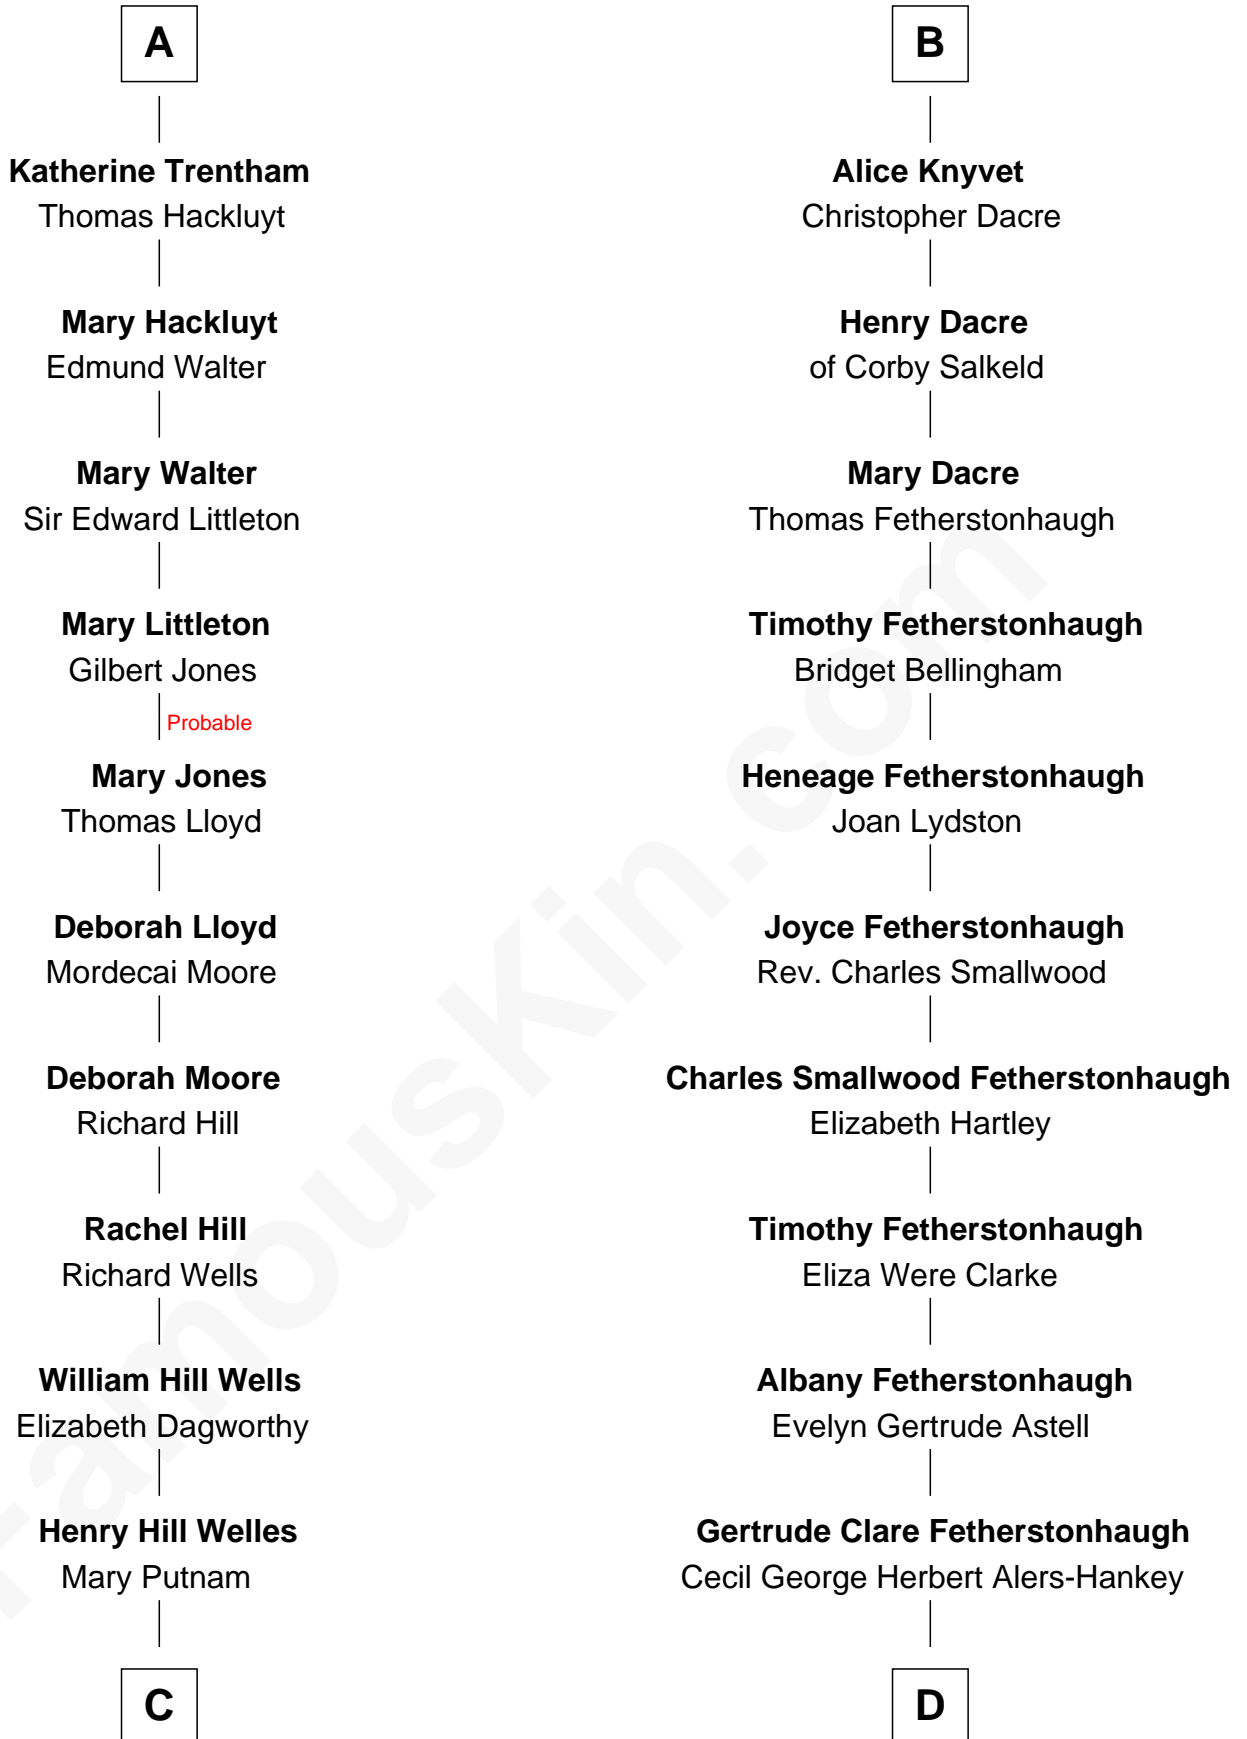 A
Katherine Trentham
Thomas Hackluyt
Mary Hackluyt
Edmund Walter
Mary Walter
Sir Edward Littleton
Mary Littleton
Gilbert Jones
Probable
Mary Jones
Thomas Lloyd
Deborah Lloyd
Mordecai Moore
Deborah Moore
Richard Hill
Rachel Hill
Richard Wells
William Hill Wells
Elizabeth Dagworthy
Henry Hill Welles
Mary Putnam
C
B
Alice Knyvet
Christopher Dacre
Henry Dacre
of Corby Salkeld
Mary Dacre
Thomas Fetherstonhaugh
Timothy Fetherstonhaugh
Bridget Bellingham
Heneage Fetherstonhaugh
Joan Lydston
Joyce Fetherstonhaugh
Rev. Charles Smallwood
Charles Smallwood Fetherstonhaugh
Elizabeth Hartley
Timothy Fetherstonhaugh
Eliza Were Clarke
Albany Fetherstonhaugh
Evelyn Gertrude Astell
Gertrude Clare Fetherstonhaugh
Cecil George Herbert Alers-Hankey
D
FamousKin.com